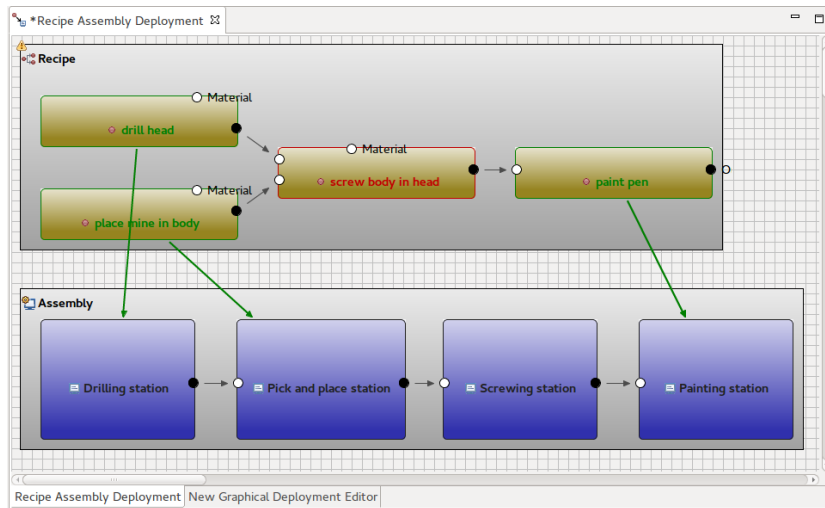 *Recipe Assembly Deployment
Recipe
Material
drill head
Material
screw body in head
paint pen
Material
place mine in body
Assembly
Drilling station
Pick and place station
Screwing station
Painting station
Recipe Assembly Deployment
New Graphical Deployment Editor